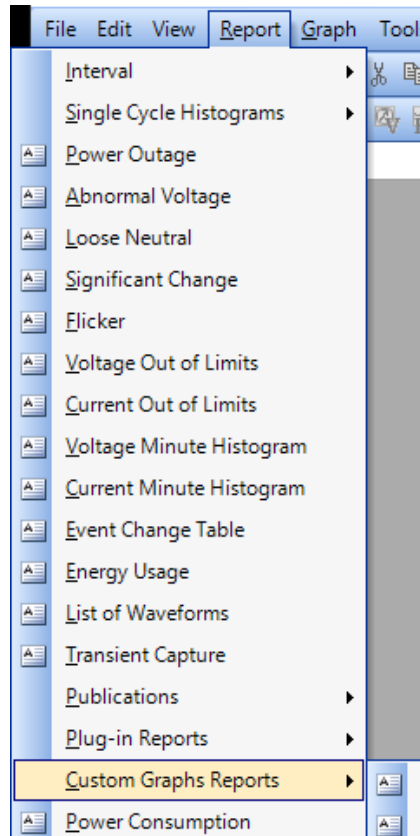 File Edit View Report Graph Tool
Interval
Single Cycle Histograms
Power Outage
Abnormal Voltage
Loose Neutral
Significant Change
Flicker
Voltage Out of Limits
Current Out of Limits
Voltage Minute Histogram
Current Minute Histogram
Event Change Table
Energy Usage
List of Waveforms
Transient Capture
Publications
Plug-in Reports
Custom Graphs Reports
Power Consumption